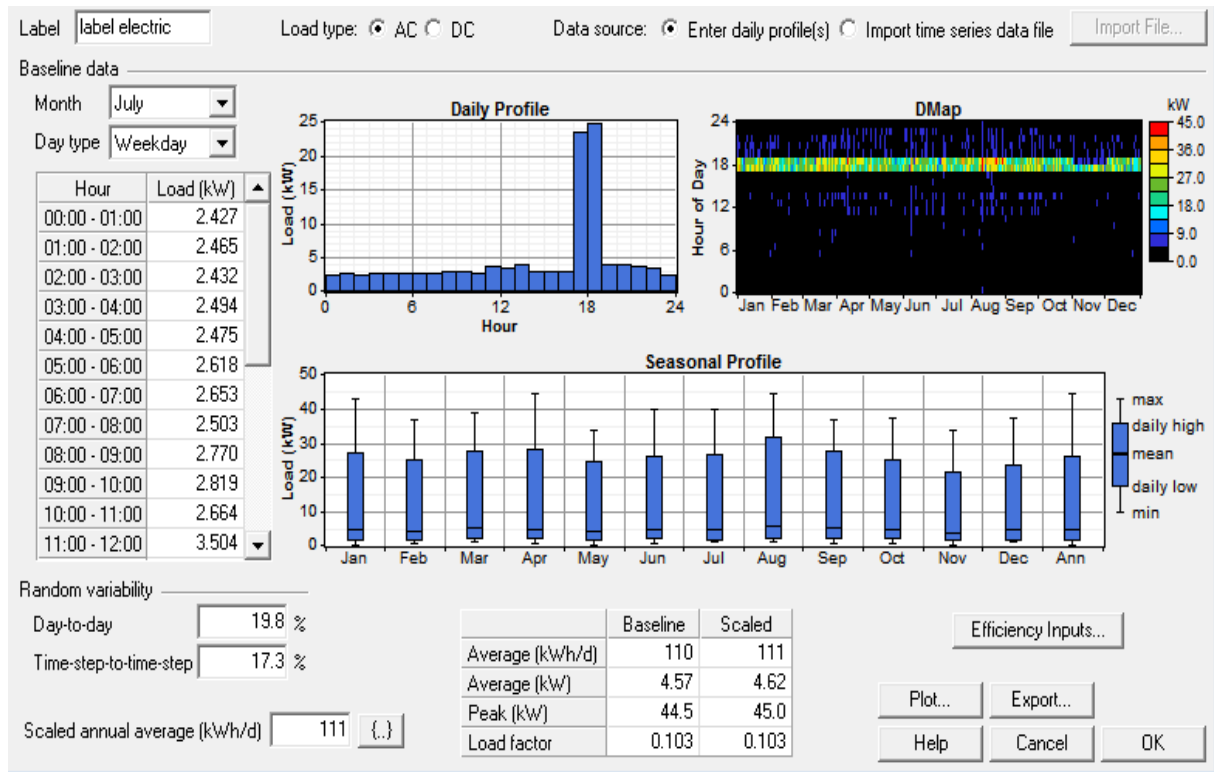 Label label electric Load type: AC DC Data source: Enter daily profile(s) Import time series data file Import File...
Baseline data
Month July
Day type Weekday
Hour Load (kW)
00:00 - 01:00 2.427
01:00 - 02:00 2.465
02:00 - 03:00 2.432
03:00 - 04:00 2.494
04:00 - 05:00 2.475
05:00 - 06:00 2.618
06:00 - 07:00 2.653
07:00 - 08:00 2.503
08:00 - 09:00 2.770
09:00 - 10:00 2.819
10:00 - 11:00 2.664
11:00 - 12:00 3.504
Daily Profile
Load (kW)
25
20
15
10
5
0
0 6 12 18 24
Hour
DMap
Hour of Day
24
18
12
6
0
Jan Feb Mar Apr May Jun Jul Aug Sep Oct Nov Dec
kW
45.0
36.0
27.0
18.0
9.0
0.0
Seasonal Profile
Load (kW)
50
40
30
20
10
0
Jan Feb Mar Apr May Jun Jul Aug Sep Oct Nov Dec Ann
max
daily high
mean
daily low
min
Random variability
Day-to-day 19.8 %
Time-step-to-time-step 17.3 %
Scaled annual average (kWh/d) 111 {..}
Baseline Scaled
Average (kWh/d) 110 111
Average (kW) 4.57 4.62
Peak (kW) 44.5 45.0
Load factor 0.103 0.103
Efficiency Inputs...
Plot... Export...
Help Cancel OK